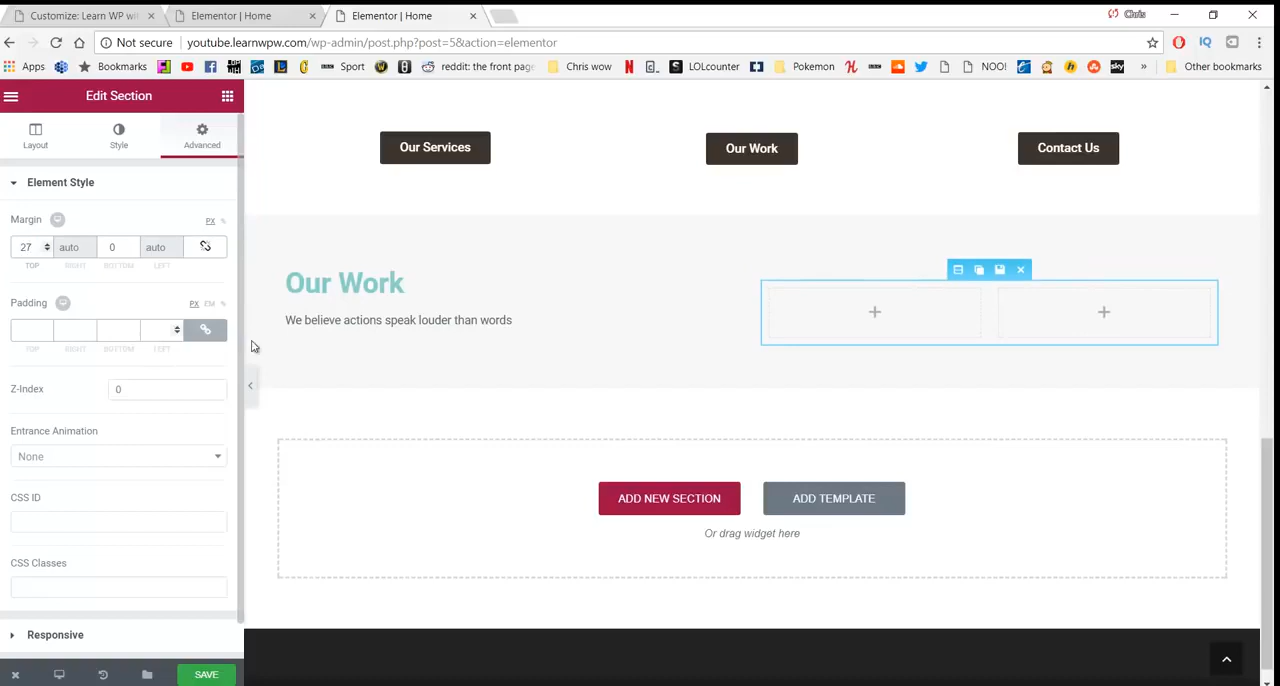 Customize: Learn WP wi
Elementor | Home
Elementor | Home
Chris
Not secure
youtube.learnwpw.com/wp-admin/post.php?post=5&action=elementor
Apps
Bookmarks
Sport
reddit: the front page
Chris wow
LOLcounter
Pokemon
NOO!
sky
»
Other bookmarks
Edit Section
Layout
Style
Advanced
Element Style
Margin
PX %
27 auto 0 auto
TOP RIGHT BOTTOM LEFT
Padding
PX EM %
TOP RIGHT BOTTOM LEFT
Z-Index
0
Entrance Animation
None
CSS ID
CSS Classes
Responsive
SAVE
Our Services
Our Work
Contact Us
Our Work
We believe actions speak louder than words
ADD NEW SECTION
ADD TEMPLATE
Or drag widget here